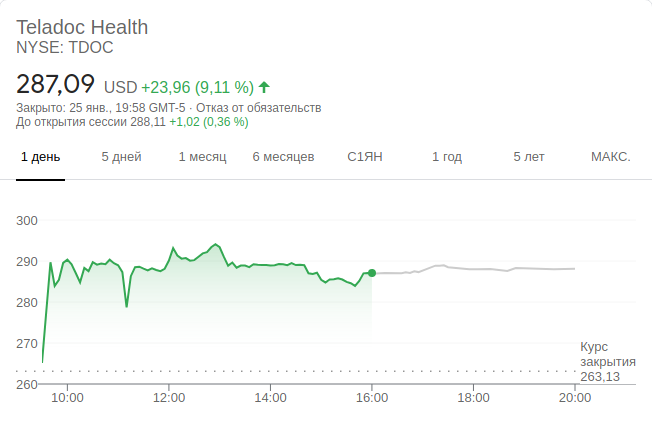 Teladoc Health
NYSE: TDOC
287,09 USD +23,96 (9,11 %)
Закрыто: 25 янв., 19:58 GMT-5 · Отказ от обязательств
До открытия сессии 288,11 +1,02 (0,36 %)
1 день 5 дней 1 месяц 6 месяцев С1ЯН 1 год 5 лет МАКС.
300
290
280
270
260
Курс
закрытия
263,13
10:00 12:00 14:00 16:00 18:00 20:00